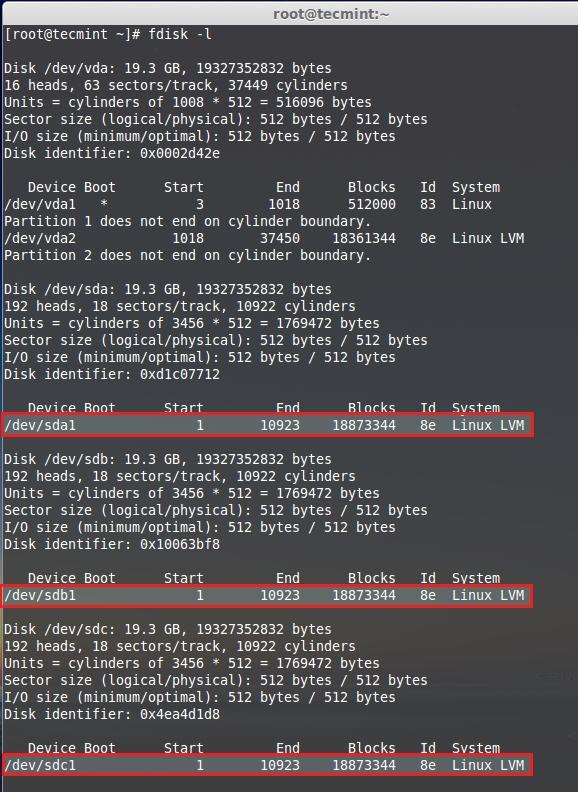 root@tecmint:~
[root@tecmint ~]# fdisk -l
Disk /dev/vda: 19.3 GB, 19327352832 bytes
16 heads, 63 sectors/track, 37449 cylinders
Units = cylinders of 1008 * 512 = 516096 bytes
Sector size (logical/physical): 512 bytes / 512 bytes
I/O size (minimum/optimal): 512 bytes / 512 bytes
Disk identifier: 0x0002d42e
Device Boot Start End Blocks Id System
/dev/vda1 * 3 1018 512000 83 Linux
Partition 1 does not end on cylinder boundary.
/dev/vda2 1018 37450 18361344 8e Linux LVM
Partition 2 does not end on cylinder boundary.
Disk /dev/sda: 19.3 GB, 19327352832 bytes
192 heads, 18 sectors/track, 10922 cylinders
Units = cylinders of 3456 * 512 = 1769472 bytes
Sector size (logical/physical): 512 bytes / 512 bytes
I/O size (minimum/optimal): 512 bytes / 512 bytes
Disk identifier: 0xd1c07712
Device Boot Start End Blocks Id System
/dev/sda1 1 10923 18873344 8e Linux LVM
Disk /dev/sdb: 19.3 GB, 19327352832 bytes
192 heads, 18 sectors/track, 10922 cylinders
Units = cylinders of 3456 * 512 = 1769472 bytes
Sector size (logical/physical): 512 bytes / 512 bytes
I/O size (minimum/optimal): 512 bytes / 512 bytes
Disk identifier: 0x10063bf8
Device Boot Start End Blocks Id System
/dev/sdb1 1 10923 18873344 8e Linux LVM
Disk /dev/sdc: 19.3 GB, 19327352832 bytes
192 heads, 18 sectors/track, 10922 cylinders
Units = cylinders of 3456 * 512 = 1769472 bytes
Sector size (logical/physical): 512 bytes / 512 bytes
I/O size (minimum/optimal): 512 bytes / 512 bytes
Disk identifier: 0x4ea4d1d8
Device Boot Start End Blocks Id System
/dev/sdc1 1 10923 18873344 8e Linux LVM